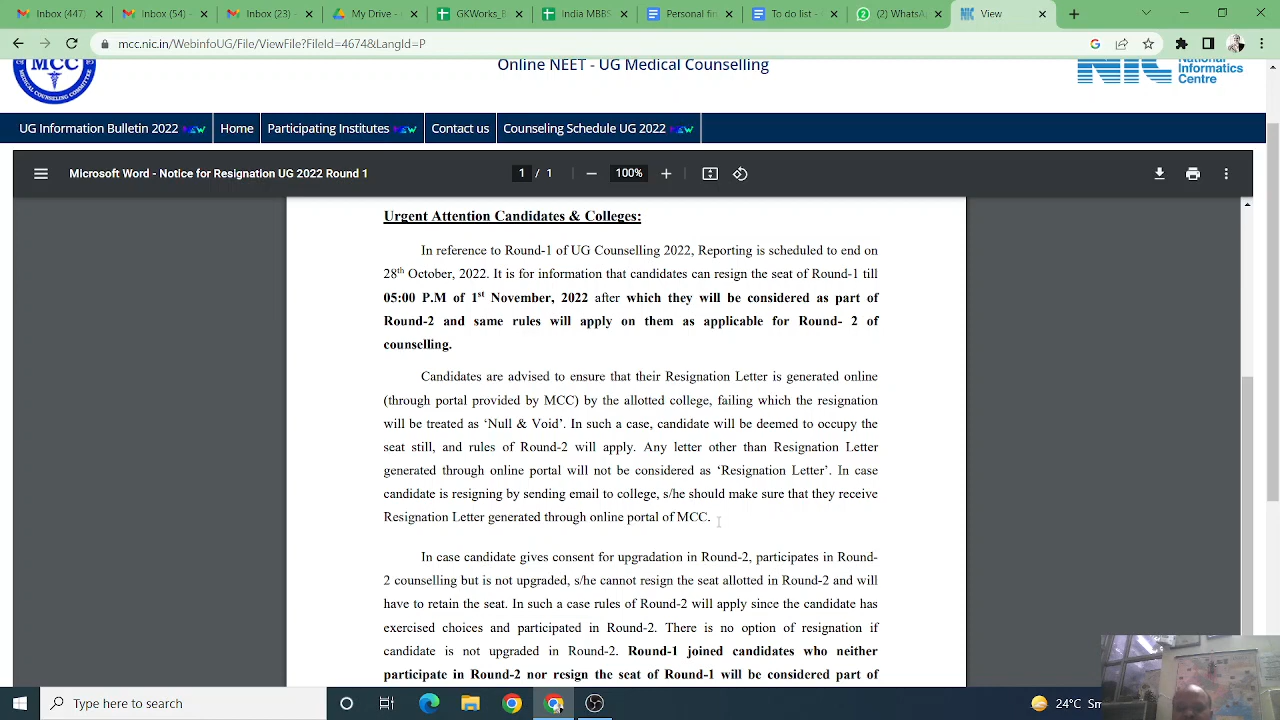 Inbox (447)
Inbox (54) -
Inbox (23) -
My Drive -
GKWorks_B
India MBBS
Personal fi
To do list -
(2) WhatsA
View
mcc.nic.in/WebinfoUG/File/ViewFile?FileId=4674&LangId=P
MCC
MEDICAL COUNSELLING COMMITTEE
Online NEET - UG Medical Counselling
NIC National
Informatics
Centre
UG Information Bulletin 2022 Home Participating Institutes Contact us Counseling Schedule UG 2022
Microsoft Word - Notice for Resignation UG 2022 Round 1 1 / 1 100%
Urgent Attention Candidates & Colleges:
In reference to Round-1 of UG Counselling 2022, Reporting is scheduled to end on
28th October, 2022. It is for information that candidates can resign the seat of Round-1 till
05:00 P.M of 1st November, 2022 after which they will be considered as part of
Round-2 and same rules will apply on them as applicable for Round- 2 of
counselling.
Candidates are advised to ensure that their Resignation Letter is generated online
(through portal provided by MCC) by the allotted college, failing which the resignation
will be treated as ‘Null & Void’. In such a case, candidate will be deemed to occupy the
seat still, and rules of Round-2 will apply. Any letter other than Resignation Letter
generated through online portal will not be considered as ‘Resignation Letter’. In case
candidate is resigning by sending email to college, s/he should make sure that they receive
Resignation Letter generated through online portal of MCC.
In case candidate gives consent for upgradation in Round-2, participates in Round-
2 counselling but is not upgraded, s/he cannot resign the seat allotted in Round-2 and will
have to retain the seat. In such a case rules of Round-2 will apply since the candidate has
exercised choices and participated in Round-2. There is no option of resignation if
candidate is not upgraded in Round-2. Round-1 joined candidates who neither
participate in Round-2 nor resign the seat of Round-1 will be considered part of
Type here to search
24°C Sm